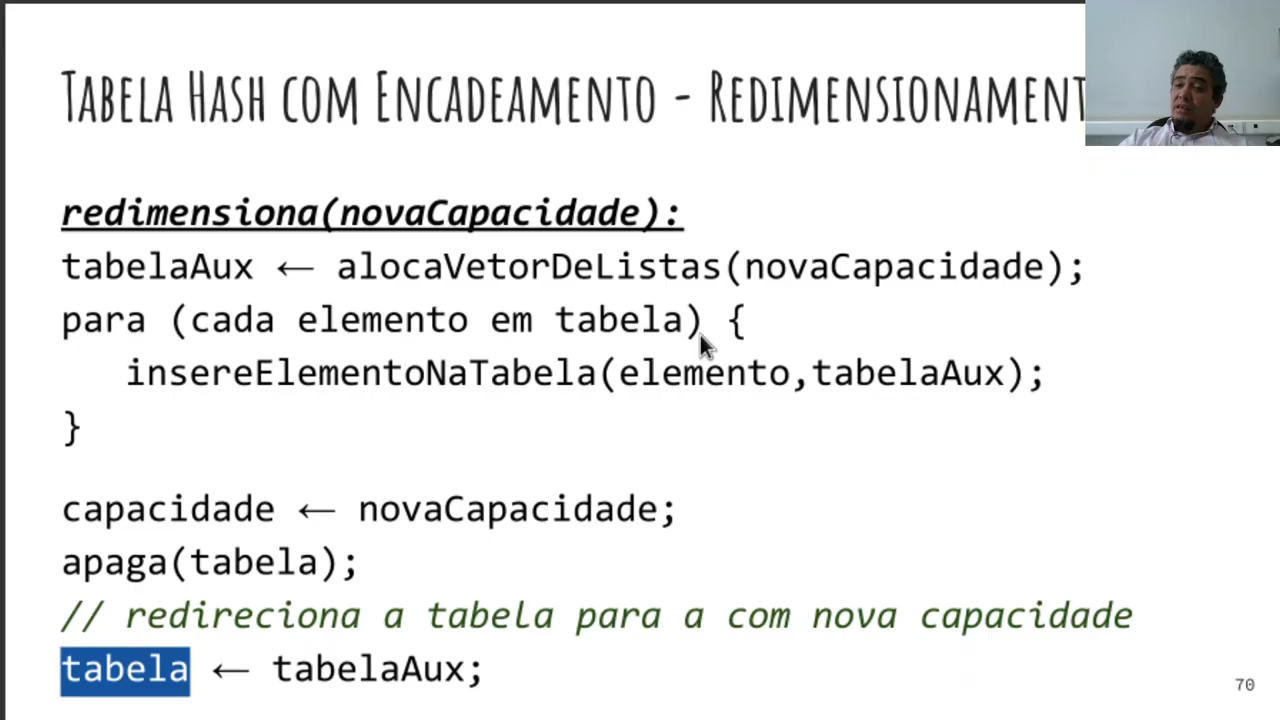 TABELA HASH COM ENCADEAMENTO - REDIMENSIONAMENT
redimensiona(novaCapacidade):
tabelaAux ← alocaVetorDeListas(novaCapacidade);
para (cada elemento em tabela) {
insereElementoNaTabela(elemento,tabelaAux);
}
capacidade ← novaCapacidade;
apaga(tabela);
// redireciona a tabela para a com nova capacidade
tabela ← tabelaAux;
70